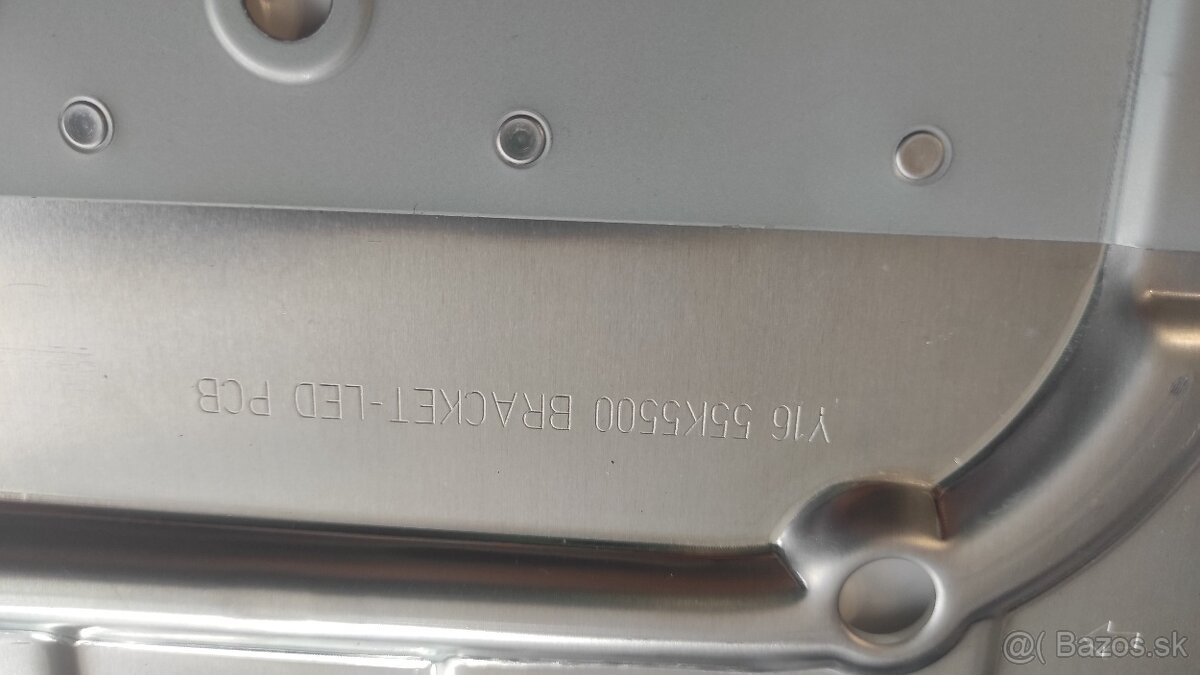 Y16 55K5500 BRACKET-LED PCB
@( Bazos.sk